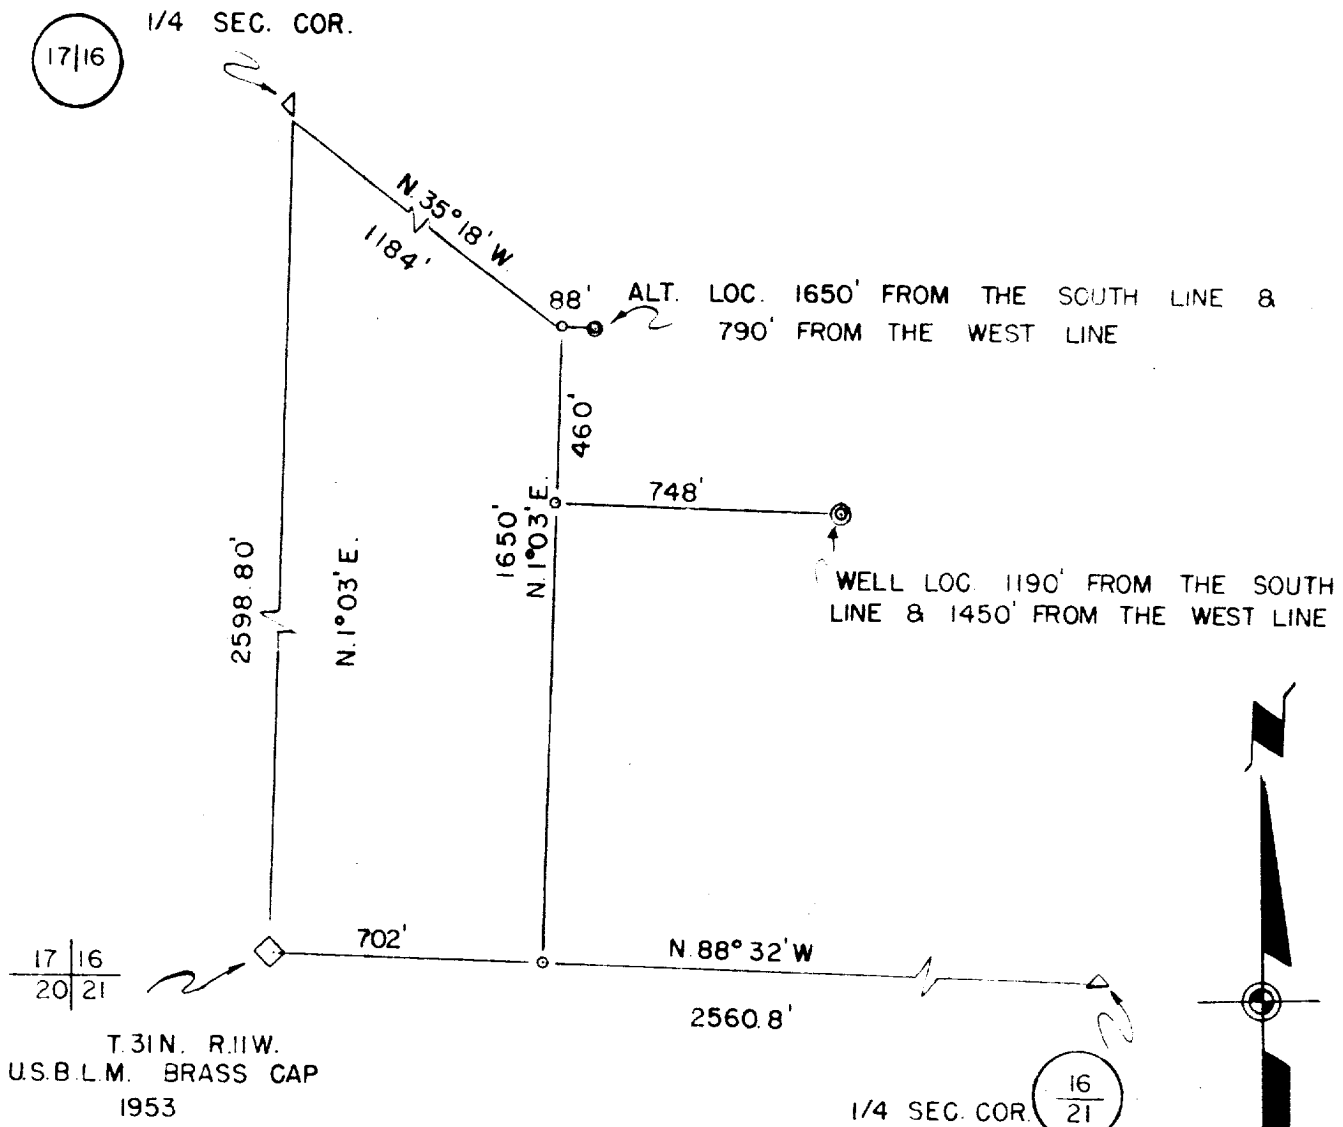 1/4 SEC. COR.
17|16
N. 35° 18' W.
1184'
88'
ALT. LOC. 1650' FROM THE SOUTH LINE &
790' FROM THE WEST LINE
460'
748'
1650'
N. 1° 03' E.
2598.80'
N. 1° 03' E.
WELL LOC. 1190' FROM THE SOUTH
LINE & 1450' FROM THE WEST LINE
702'
N. 88° 32' W
2560.8'
17 | 16
20 | 21
T. 31N. R. 11W.
U.S.B.L.M. BRASS CAP
1953
1/4 SEC. COR.
16
21
N